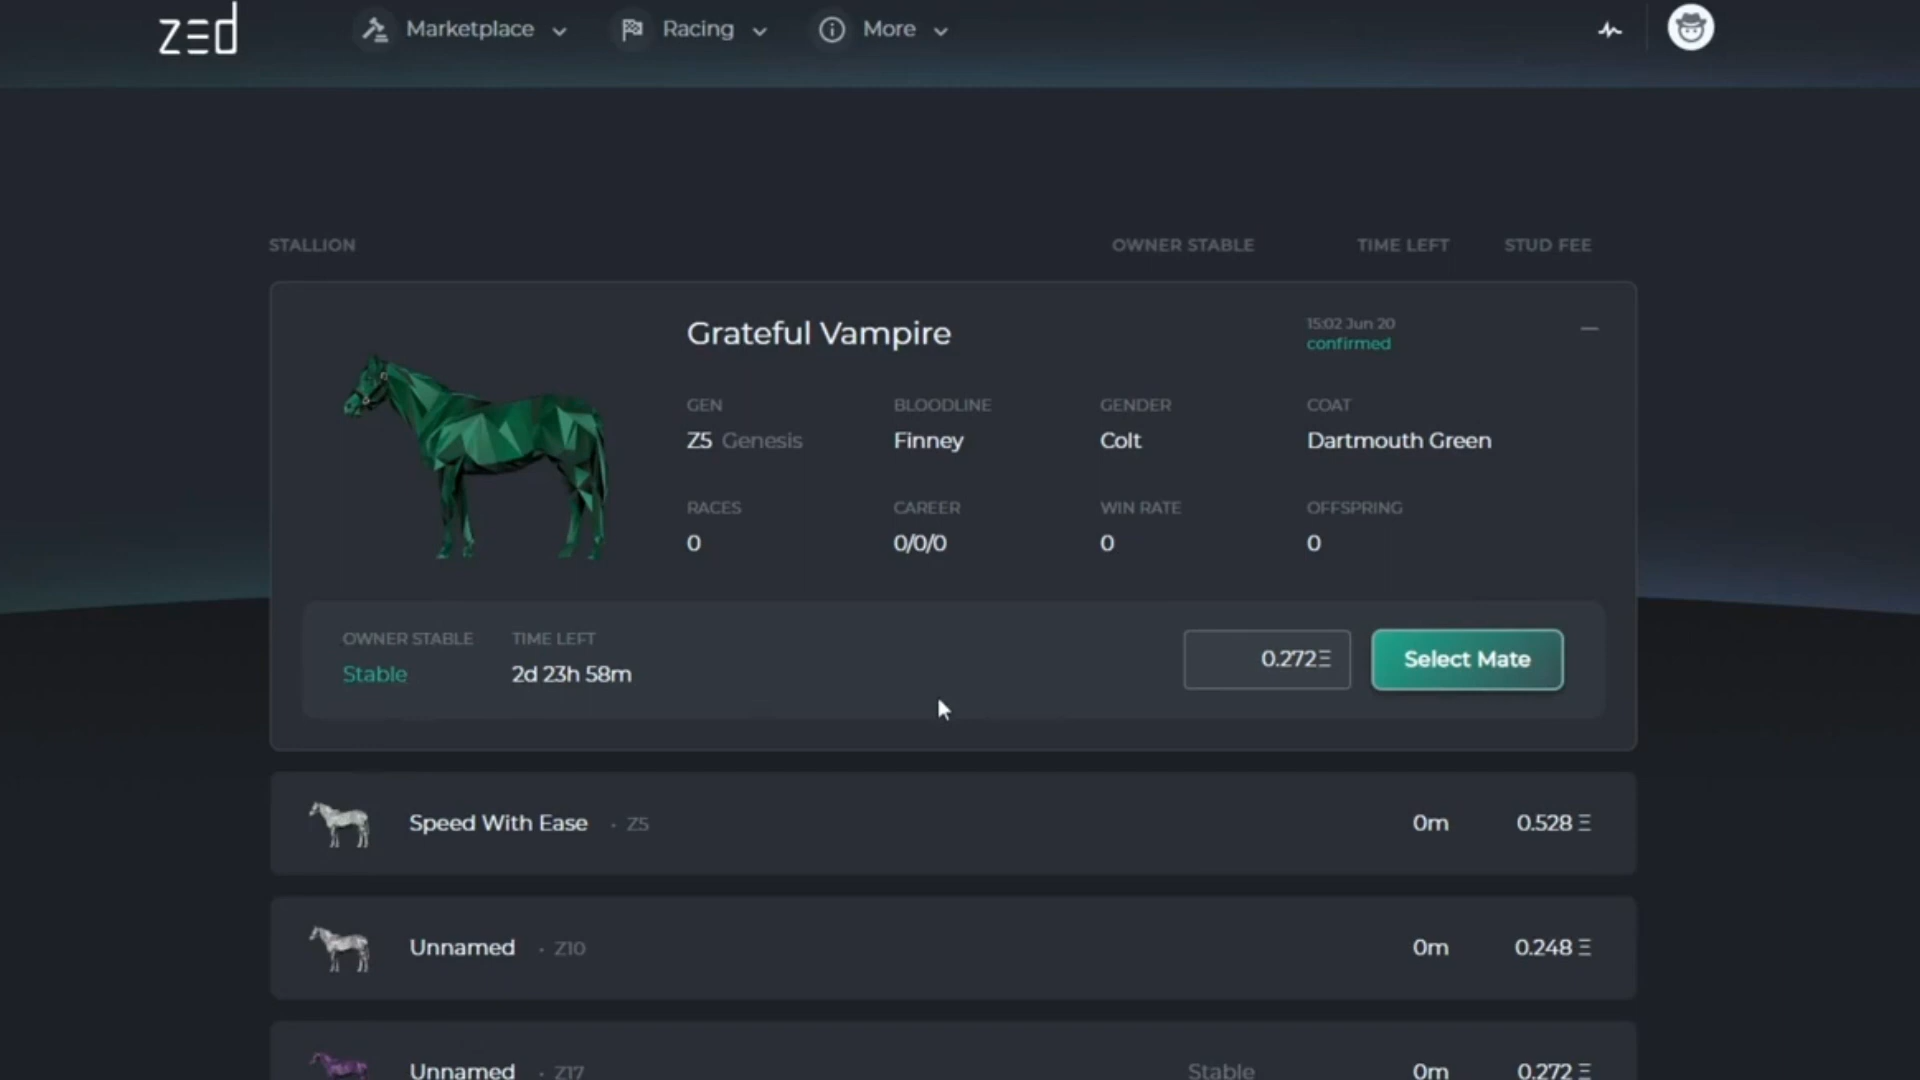 zed
Marketplace
Racing
More
STALLION
OWNER STABLE
TIME LEFT
STUD FEE
Grateful Vampire
15:02 Jun 20
confirmed
GEN
BLOODLINE
GENDER
COAT
Z5 Genesis
Finney
Colt
Dartmouth Green
RACES
CAREER
WIN RATE
OFFSPRING
0
0/0/0
0
0
OWNER STABLE
TIME LEFT
Stable
2d 23h 58m
0.272Ξ
Select Mate
Speed With Ease · Z5
0m
0.528 Ξ
Unnamed · Z10
0m
0.248 Ξ
Unnamed · Z17
Stable
0m
0.272 Ξ